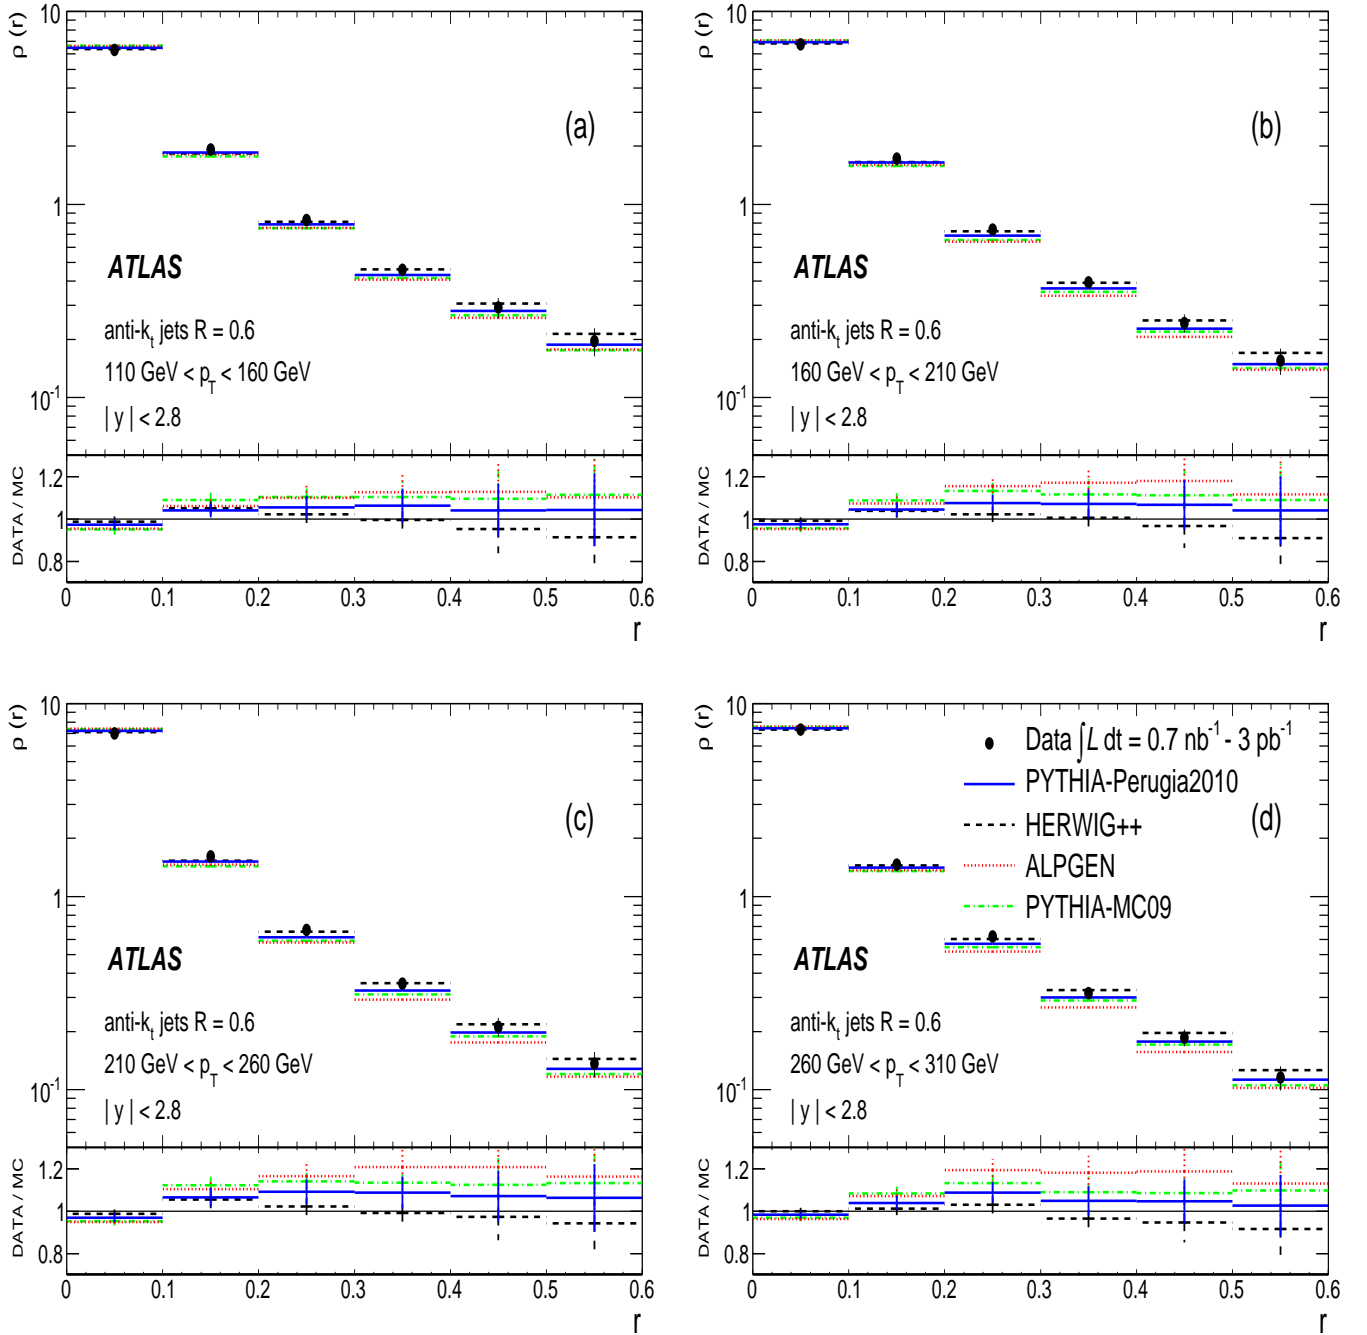 ρ (r)
10
1
10⁻¹
(a)
ATLAS
anti-kₜ jets R = 0.6
110 GeV < p_T < 160 GeV
| y | < 2.8
DATA / MC
1.2
1
0.8
0 0.1 0.2 0.3 0.4 0.5 0.6
r
ρ (r)
10
1
10⁻¹
(b)
ATLAS
anti-kₜ jets R = 0.6
160 GeV < p_T < 210 GeV
| y | < 2.8
DATA / MC
1.2
1
0.8
0 0.1 0.2 0.3 0.4 0.5 0.6
r
ρ (r)
10
1
10⁻¹
(c)
ATLAS
anti-kₜ jets R = 0.6
210 GeV < p_T < 260 GeV
| y | < 2.8
DATA / MC
1.2
1
0.8
0 0.1 0.2 0.3 0.4 0.5 0.6
r
ρ (r)
10
1
10⁻¹
Data ∫L dt = 0.7 nb⁻¹ - 3 pb⁻¹
PYTHIA-Perugia2010
HERWIG++
(d)
ALPGEN
PYTHIA-MC09
ATLAS
anti-kₜ jets R = 0.6
260 GeV < p_T < 310 GeV
| y | < 2.8
DATA / MC
1.2
1
0.8
0 0.1 0.2 0.3 0.4 0.5 0.6
r